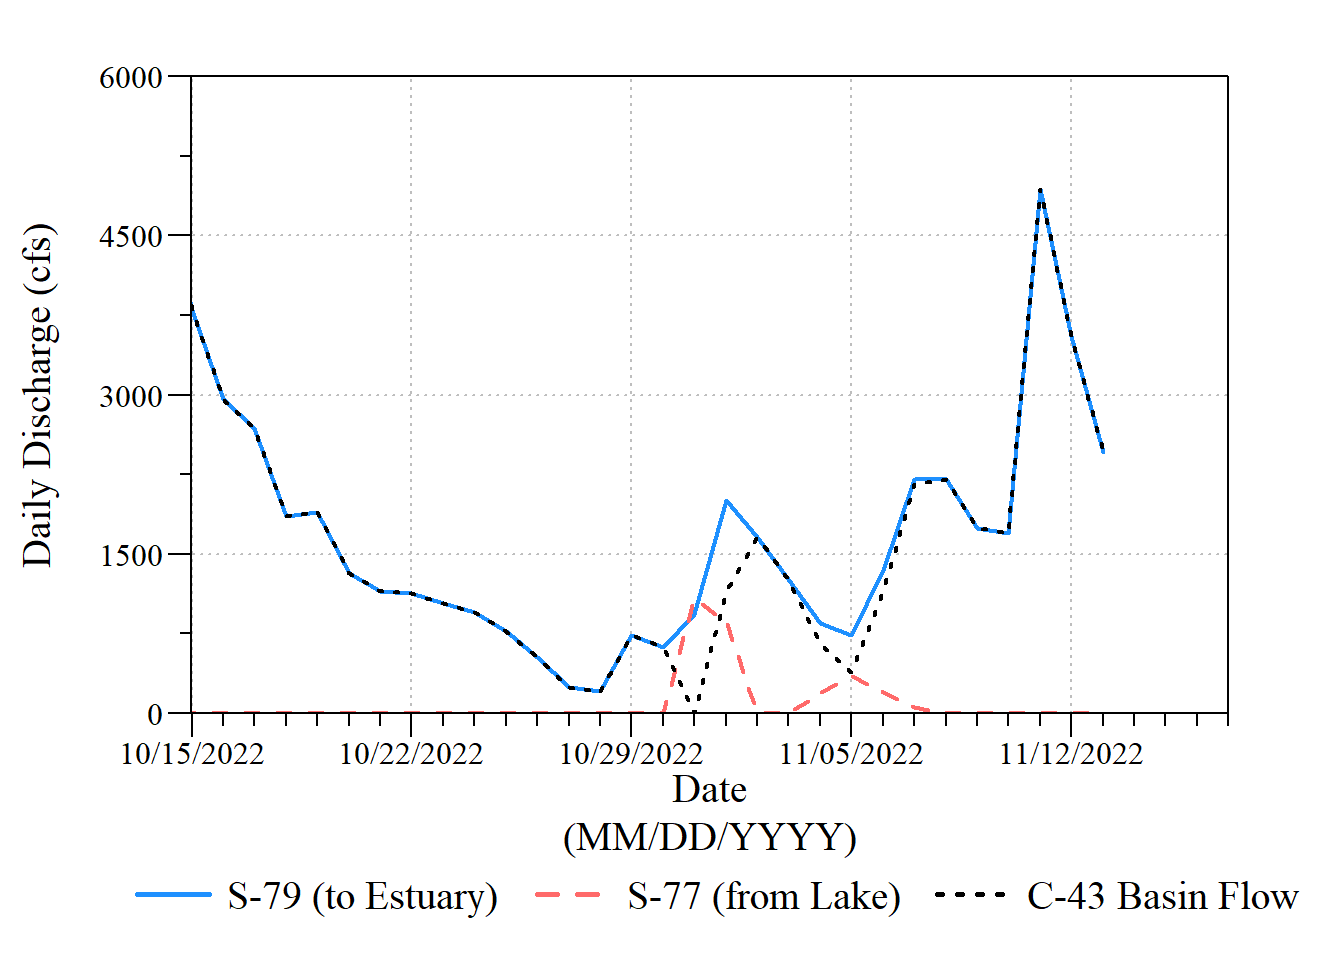 6000
4500
3000
1500
0
Daily Discharge (cfs)
10/15/2022 10/22/2022 10/29/2022 11/05/2022 11/12/2022
Date
(MM/DD/YYYY)
S-79 (to Estuary) S-77 (from Lake) C-43 Basin Flow